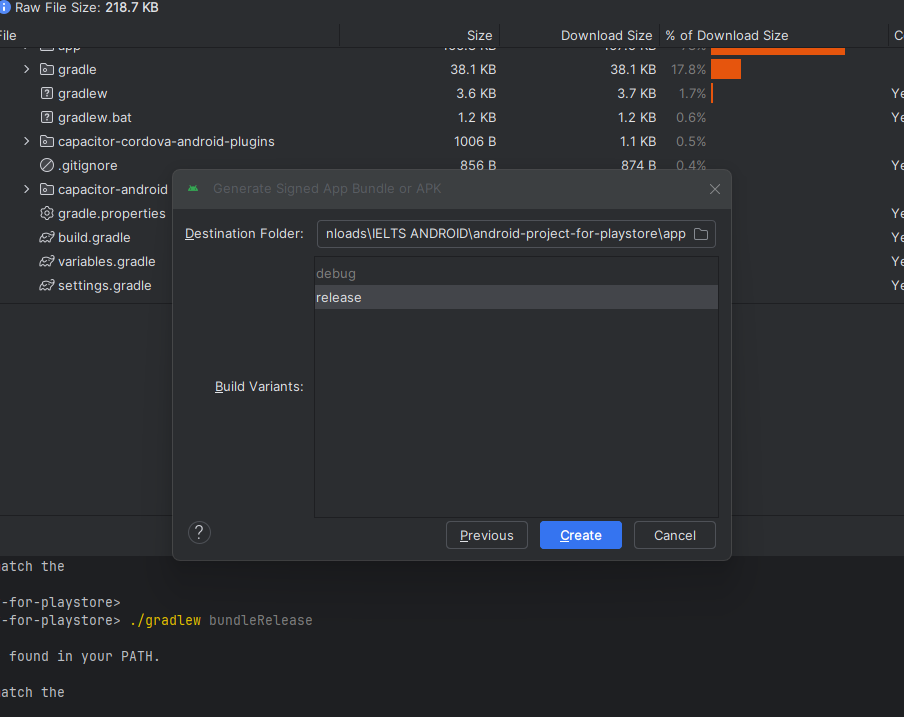 Raw File Size: 218.7 KB
File Size Download Size % of Download Size C
app
gradle 38.1 KB 38.1 KB 17.8%
gradlew 3.6 KB 3.7 KB 1.7% Ye
gradlew.bat 1.2 KB 1.2 KB 0.6% Ye
capacitor-cordova-android-plugins 1006 B 1.1 KB 0.5%
.gitignore 856 B 874 B 0.4% Ye
capacitor-android
gradle.properties Ye
build.gradle Ye
variables.gradle Ye
settings.gradle Ye
Generate Signed App Bundle or APK
Destination Folder: nloads\IELTS ANDROID\android-project-for-playstore\app
debug
release
Build Variants:
? Previous Create Cancel
atch the
-for-playstore>
-for-playstore> ./gradlew bundleRelease
found in your PATH.
atch the